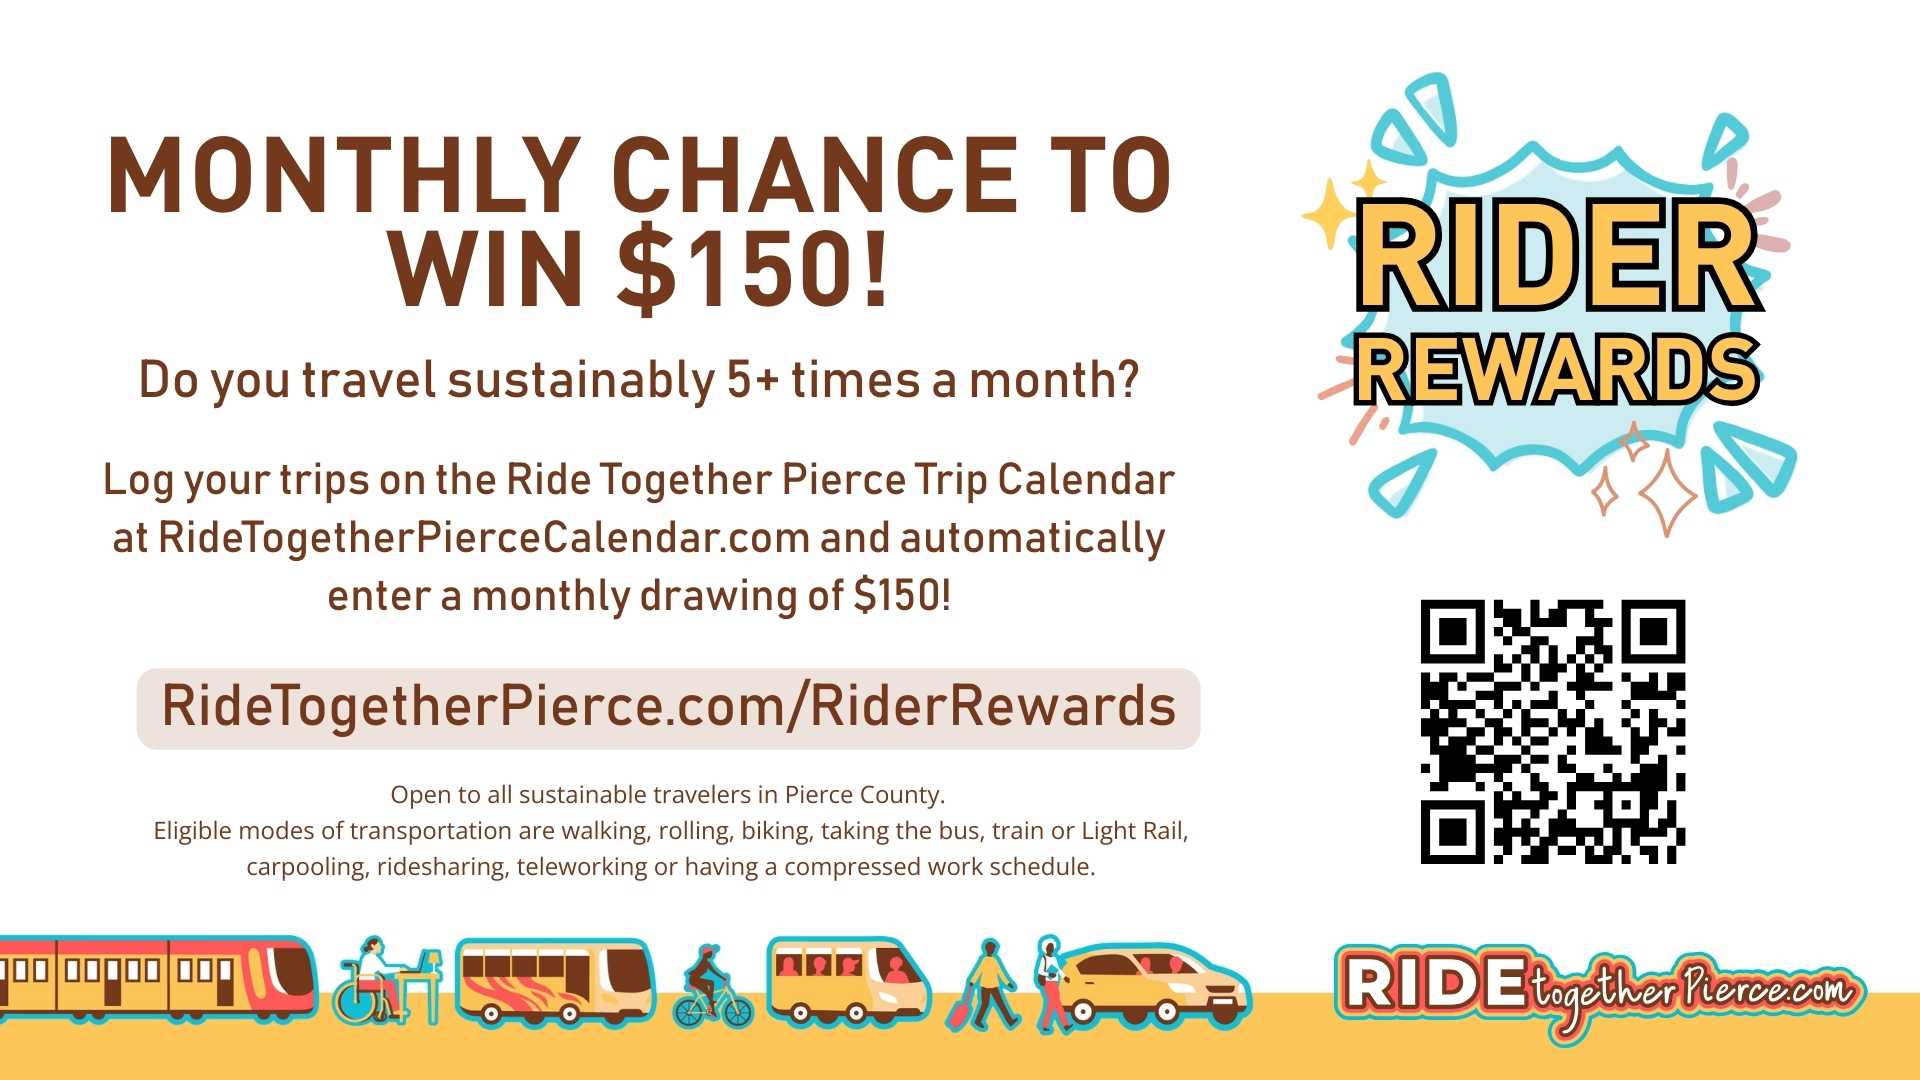 MONTHLY CHANCE TO
WIN $150!
Do you travel sustainably 5+ times a month?
Log your trips on the Ride Together Pierce Trip Calendar
at RideTogetherPierceCalendar.com and automatically
enter a monthly drawing of $150!
RideTogetherPierce.com/RiderRewards
Open to all sustainable travelers in Pierce County.
Eligible modes of transportation are walking, rolling, biking, taking the bus, train or Light Rail,
carpooling, ridesharing, teleworking or having a compressed work schedule.
RIDER
REWARDS
RIDE together Pierce.com